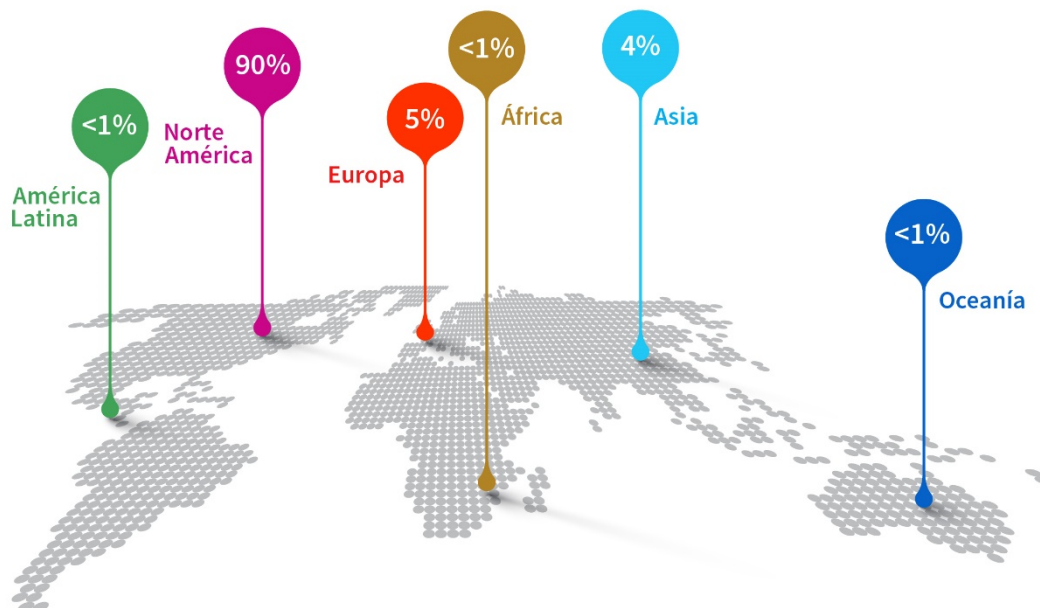 <1%
América
Latina
90%
Norte
América
5%
Europa
<1%
África
4%
Asia
<1%
Oceanía